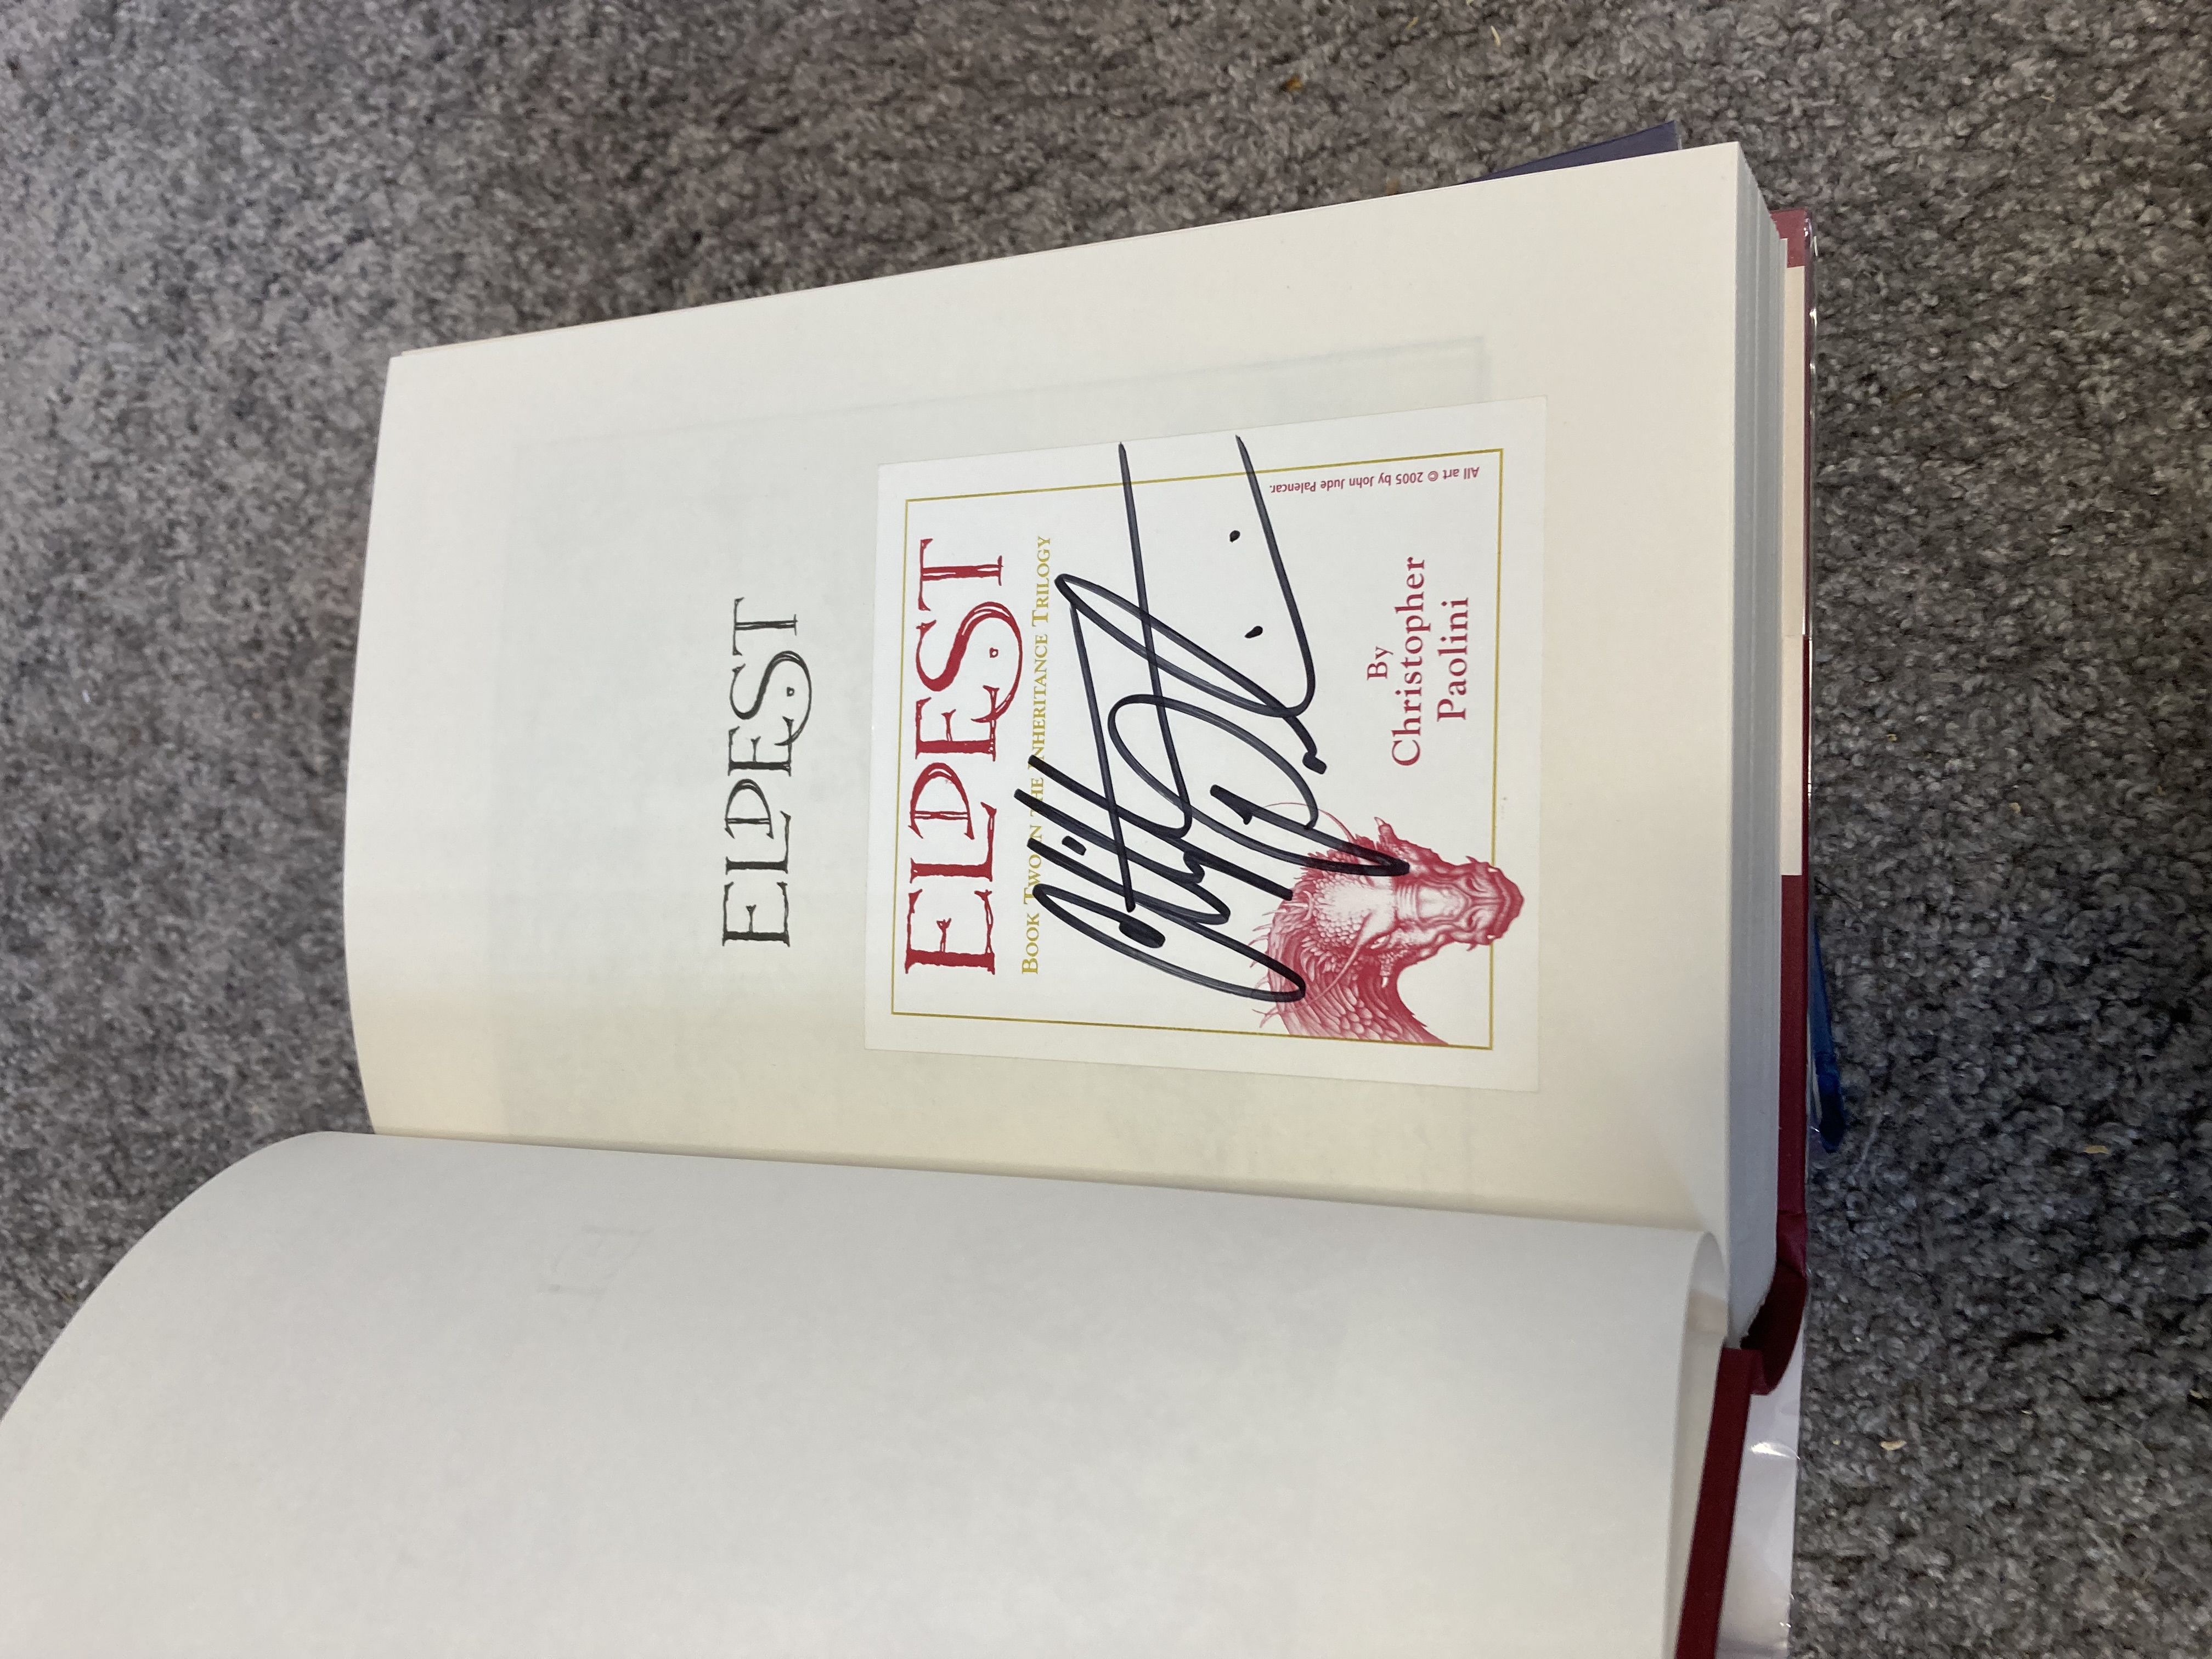 ELDEST
ELDEST
BOOK TWO IN THE INHERITANCE TRILOGY
By
Christopher
Paolini
All art © 2005 by John Jude Palencar.